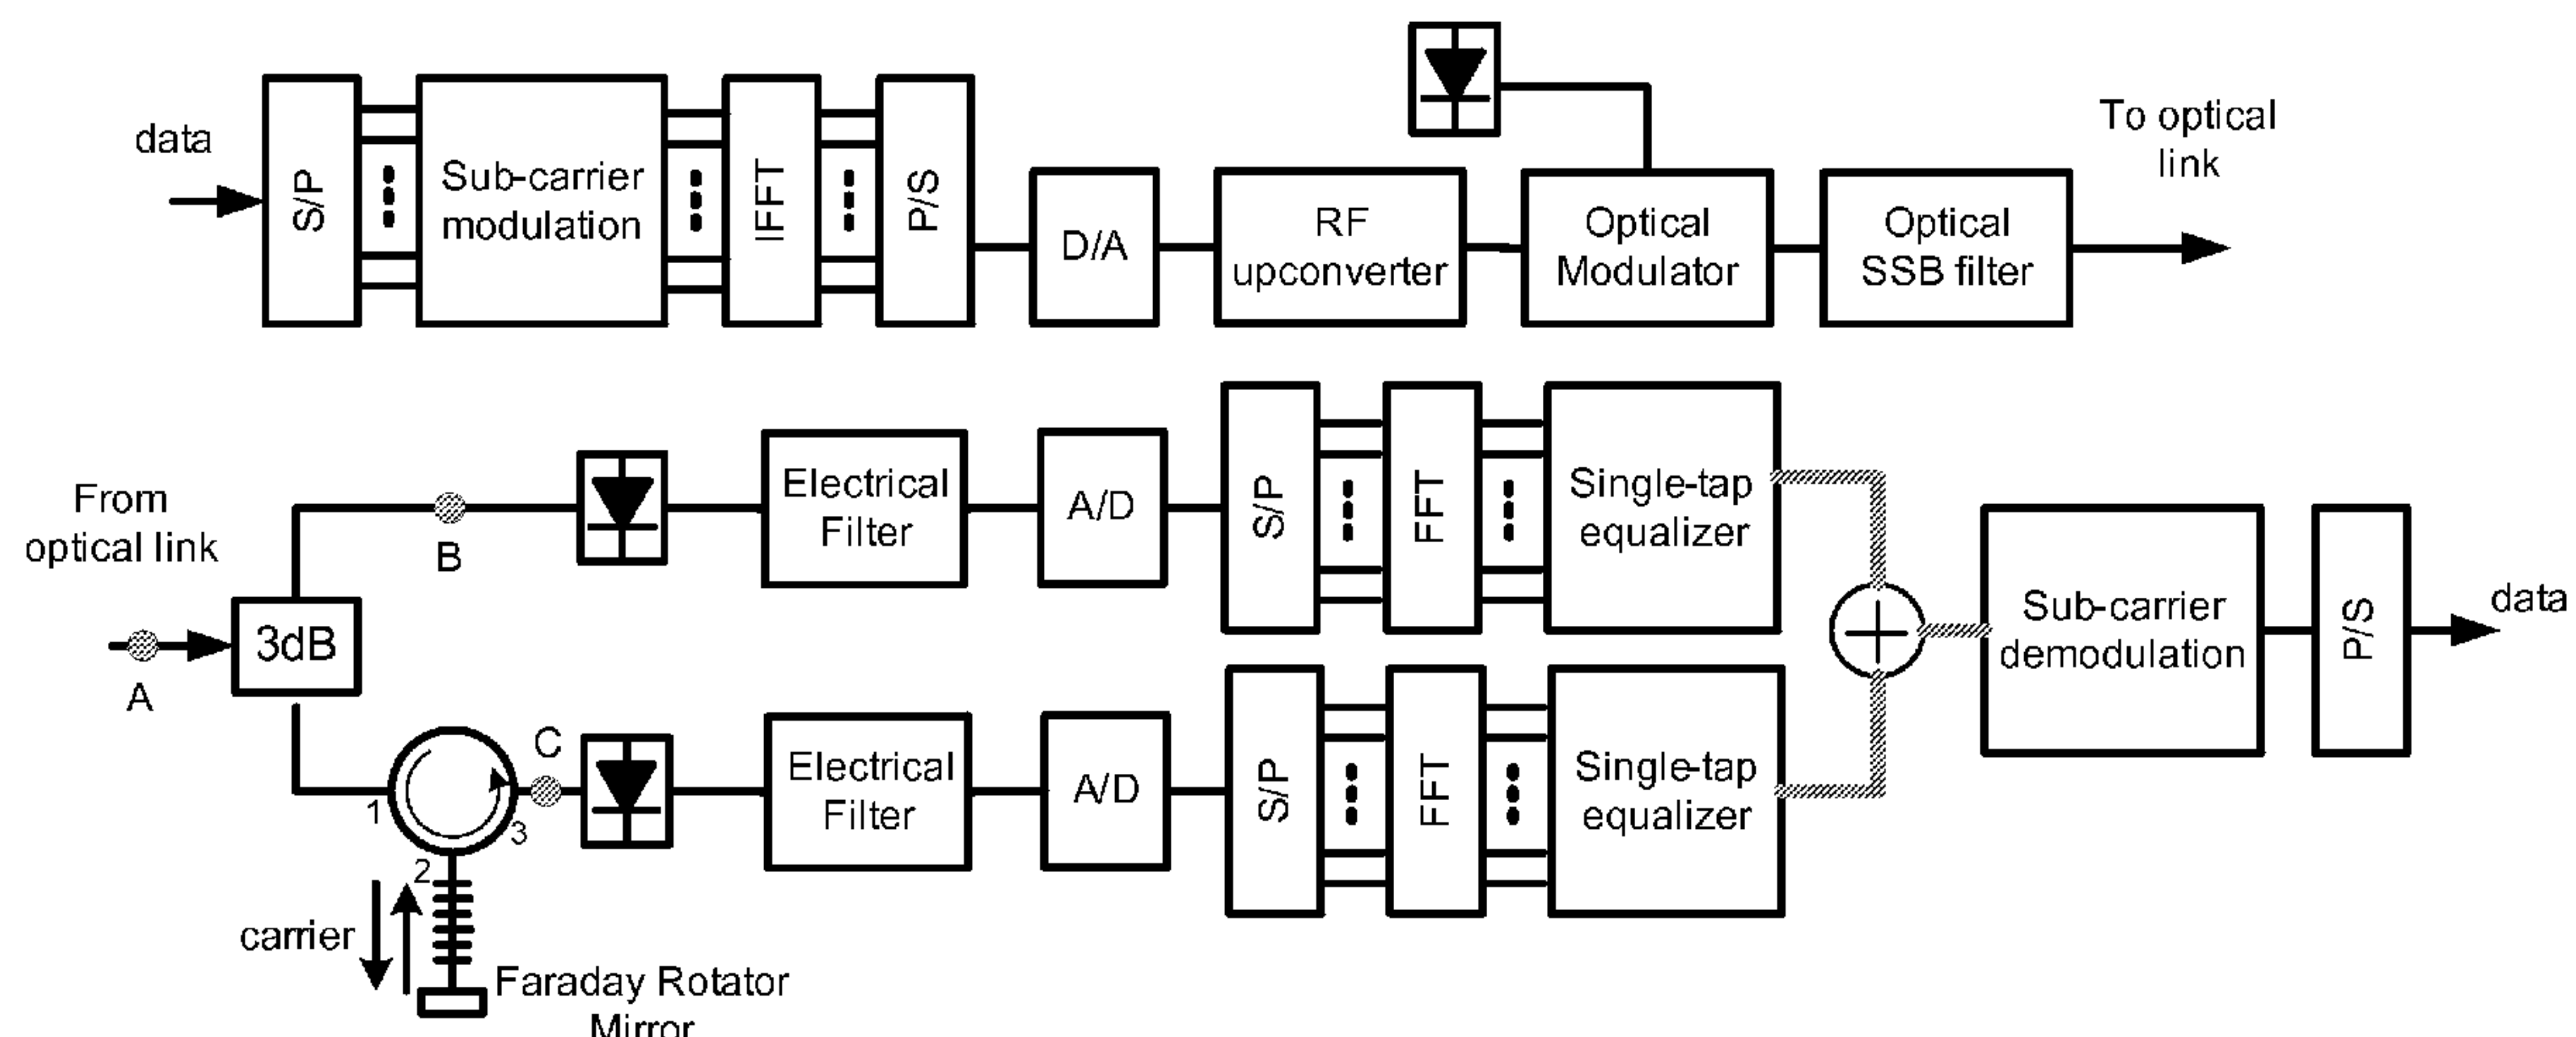 data
S/P
Sub-carrier
modulation
IFFT
P/S
D/A
RF
upconverter
Optical
Modulator
Optical
SSB filter
To optical
link
From
optical link
A
3dB
B
Electrical
Filter
A/D
S/P
FFT
Single-tap
equalizer
1
2
3
C
carrier
Faraday Rotator
Mirror
Electrical
Filter
A/D
S/P
FFT
Single-tap
equalizer
Sub-carrier
demodulation
P/S
data